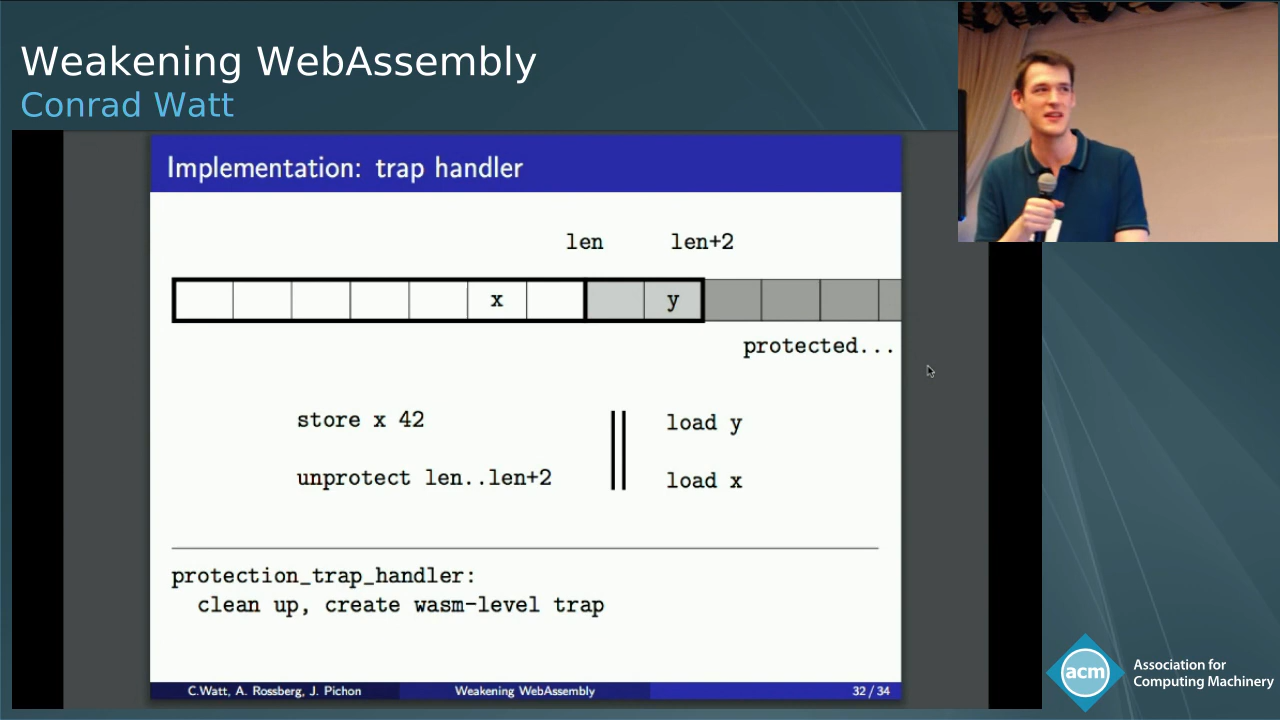 Weakening WebAssembly
Conrad Watt
Implementation: trap handler
len len+2
x y
protected...
store x 42 load y
unprotect len..len+2 load x
protection_trap_handler:
clean up, create wasm-level trap
C.Watt, A. Rossberg, J. Pichon Weakening WebAssembly 32 / 34
acm
Association for
Computing Machinery